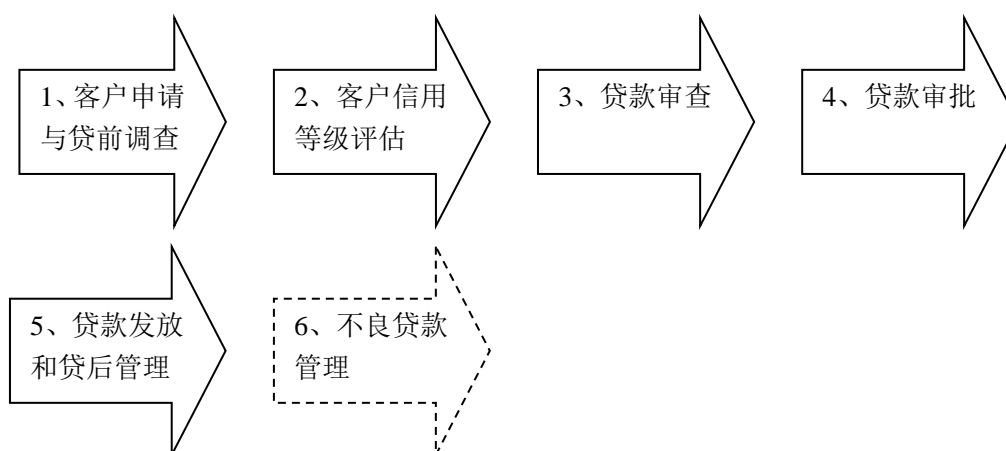 1、客户申请
与贷前调查
2、客户信用
等级评估
3、贷款审查
4、贷款审批
5、贷款发放
和贷后管理
6、不良贷款
管理